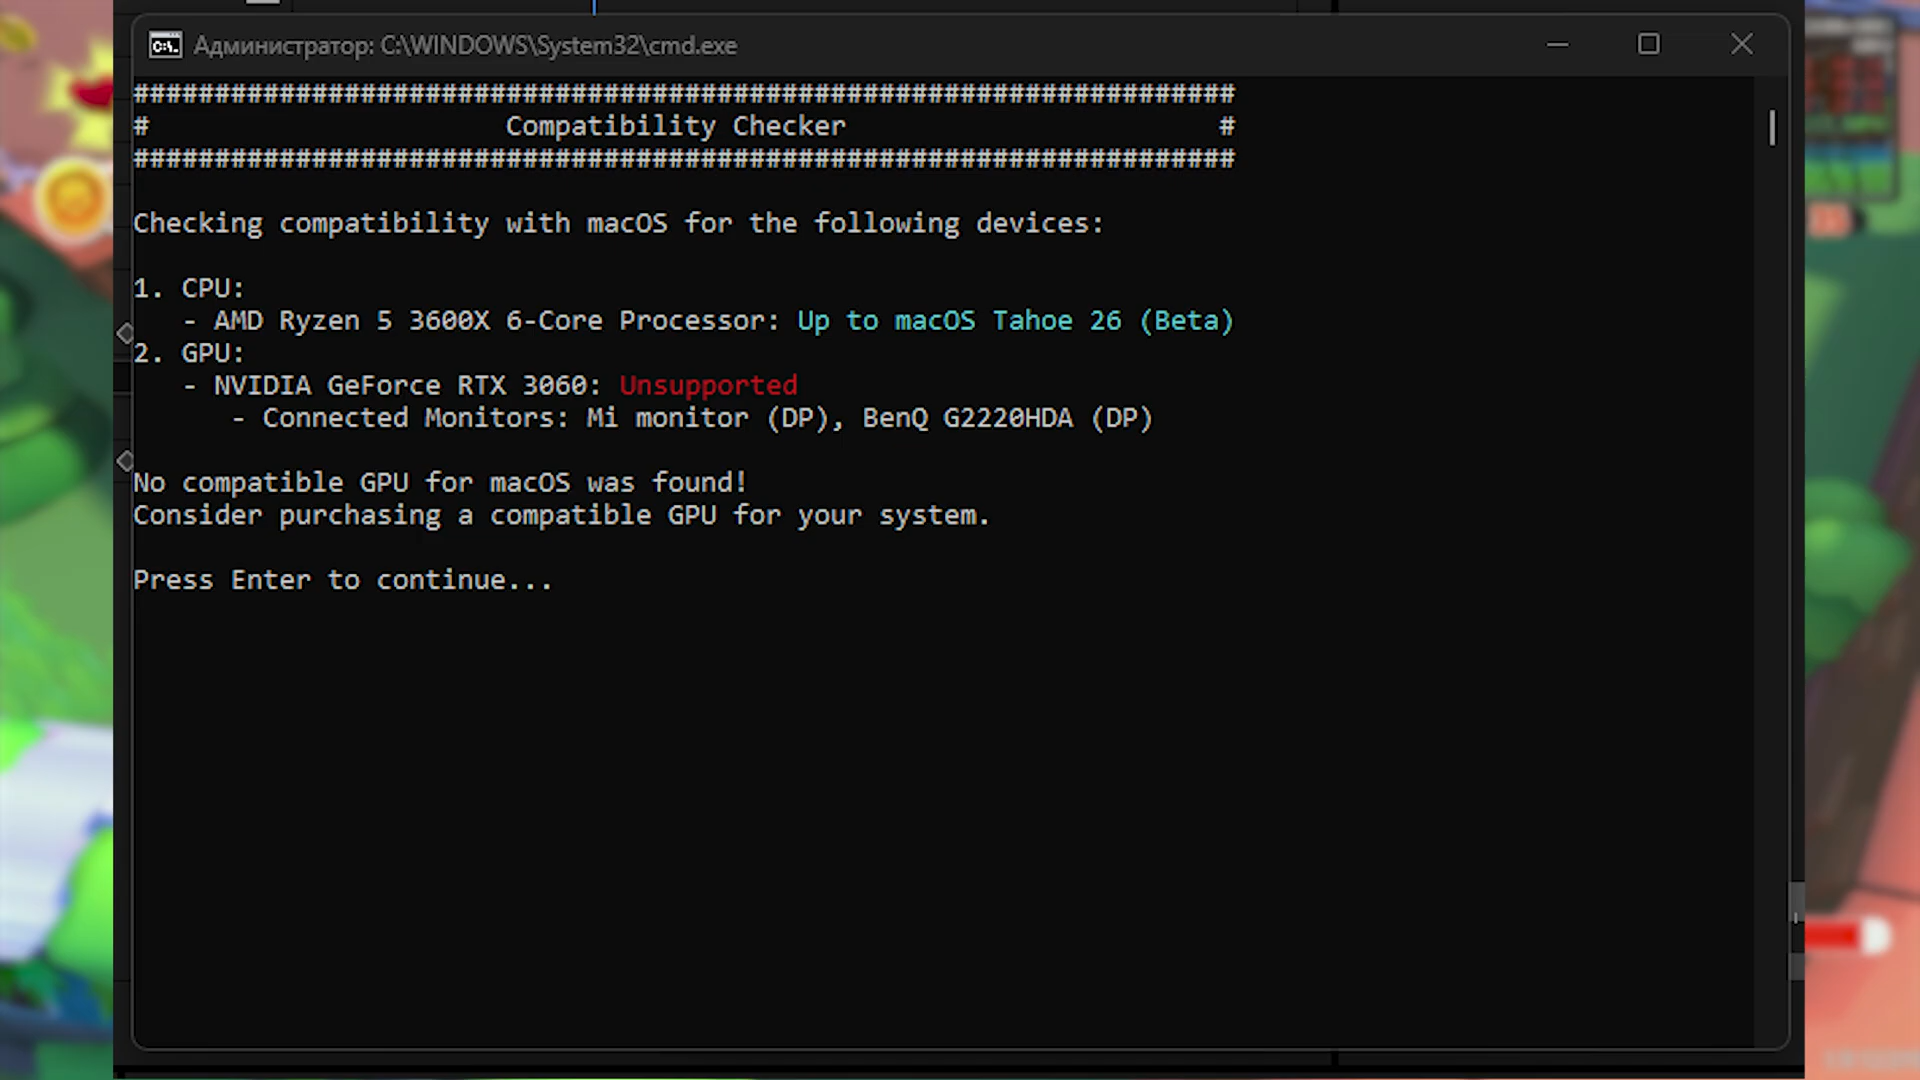 Администратор: C:\WINDOWS\System32\cmd.exe
####################################################################
# Compatibility Checker #
####################################################################
Checking compatibility with macOS for the following devices:
1. CPU:
- AMD Ryzen 5 3600X 6-Core Processor: Up to macOS Tahoe 26 (Beta)
2. GPU:
- NVIDIA GeForce RTX 3060: Unsupported
- Connected Monitors: Mi monitor (DP), BenQ G2220HDA (DP)
No compatible GPU for macOS was found!
Consider purchasing a compatible GPU for your system.
Press Enter to continue...